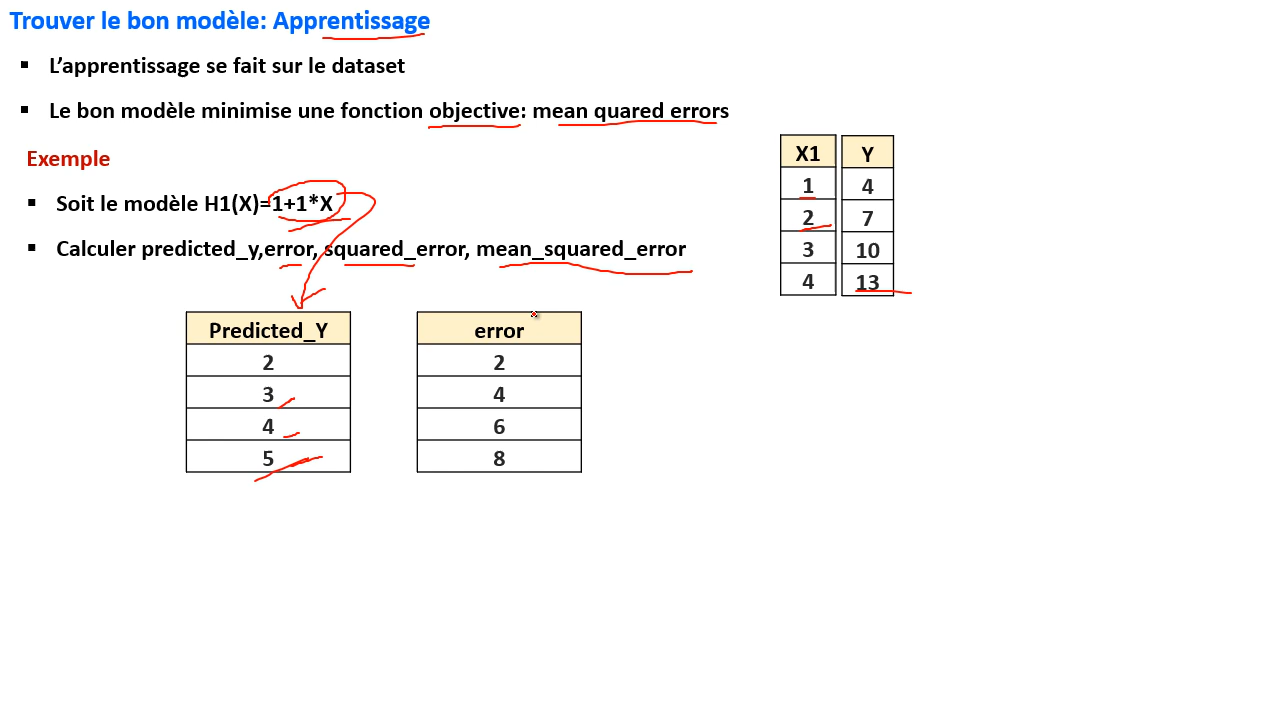 Trouver le bon modèle: Apprentissage
▪ L'apprentissage se fait sur le dataset
▪ Le bon modèle minimise une fonction objective: mean quared errors
Exemple
▪ Soit le modèle H1(X)=1+1*X
▪ Calculer predicted_y,error, squared_error, mean_squared_error
X1 Y
1 4
2 7
3 10
4 13
Predicted_Y error
2 2
3 4
4 6
5 8